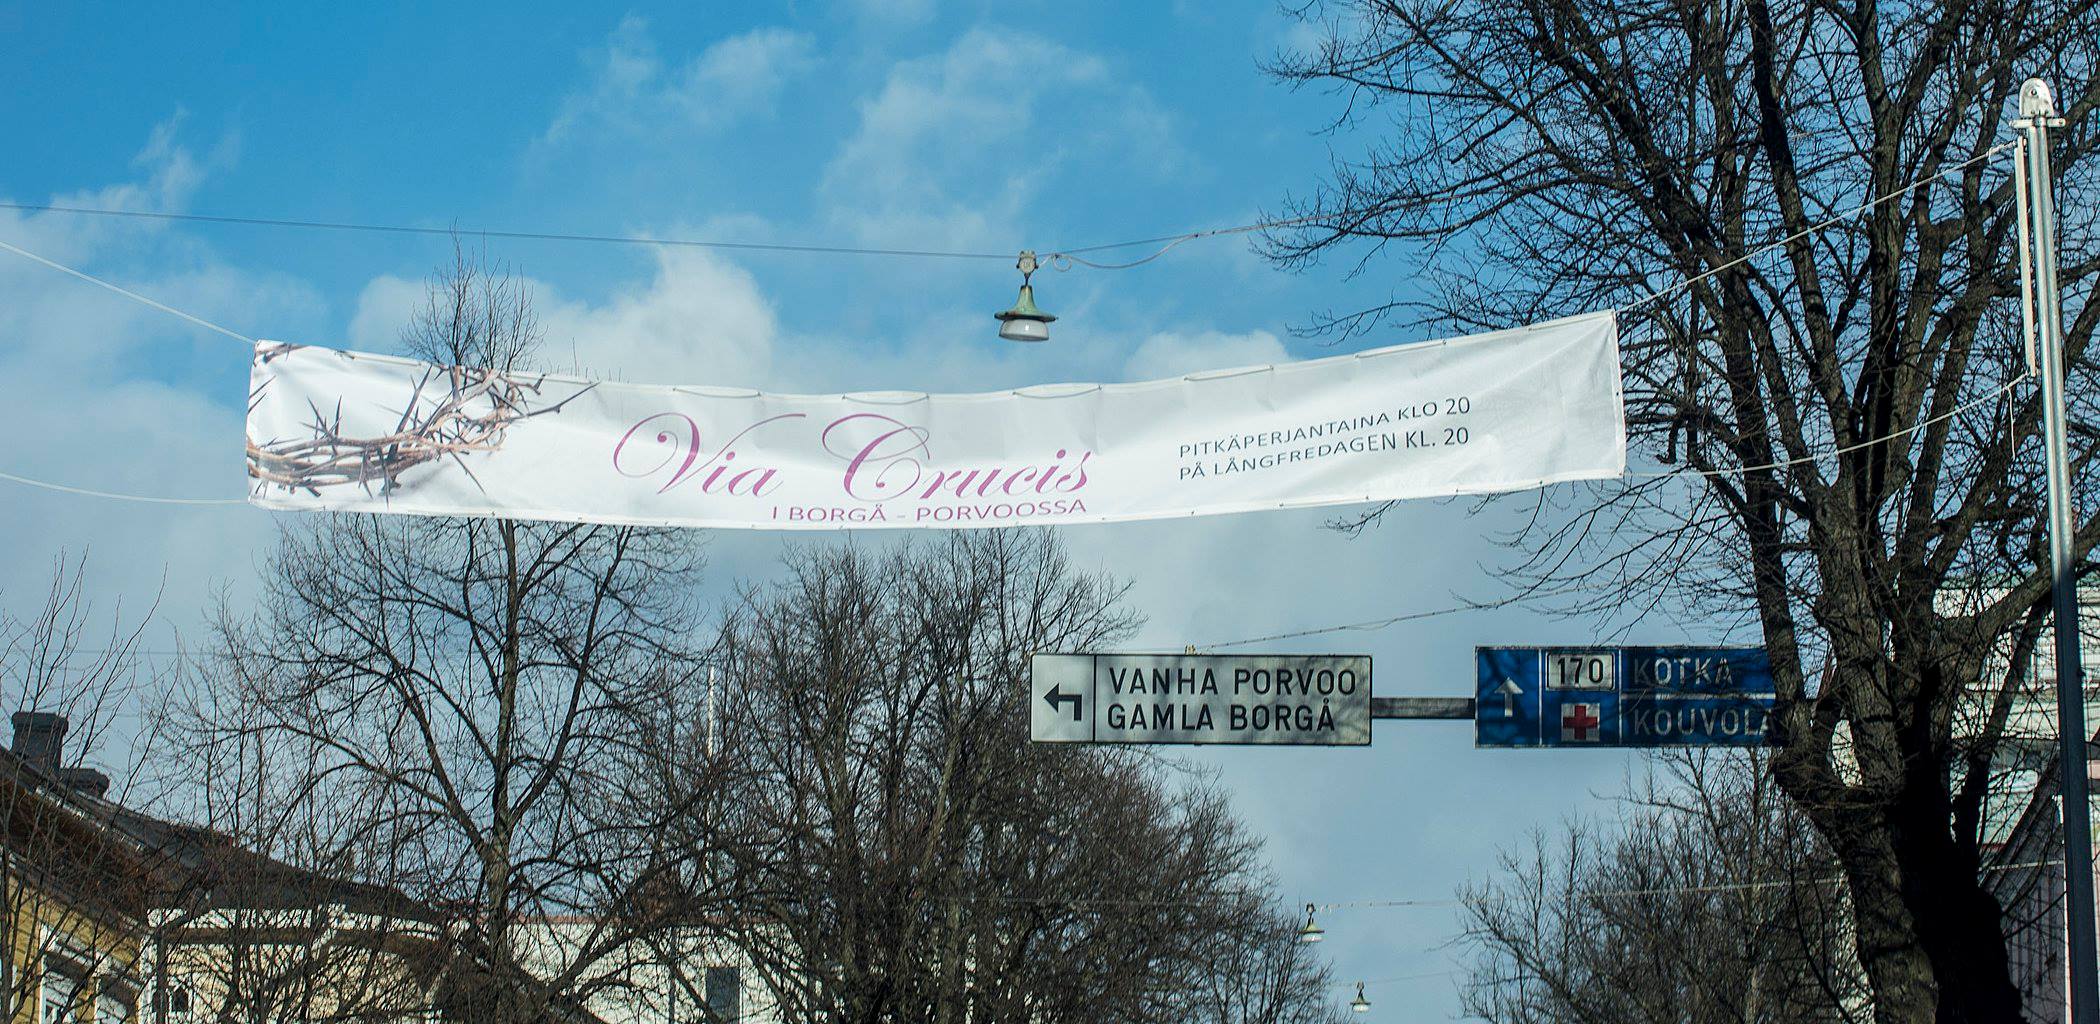 Via Crucis
I BORGÅ - PORVOOSSA
PITKÄPERJANTAINA KLO 20
PÅ LÅNGFREDAGEN KL. 20
VANHA PORVOO
GAMLA BORGÅ
170 KOTKA
KOUVOLA